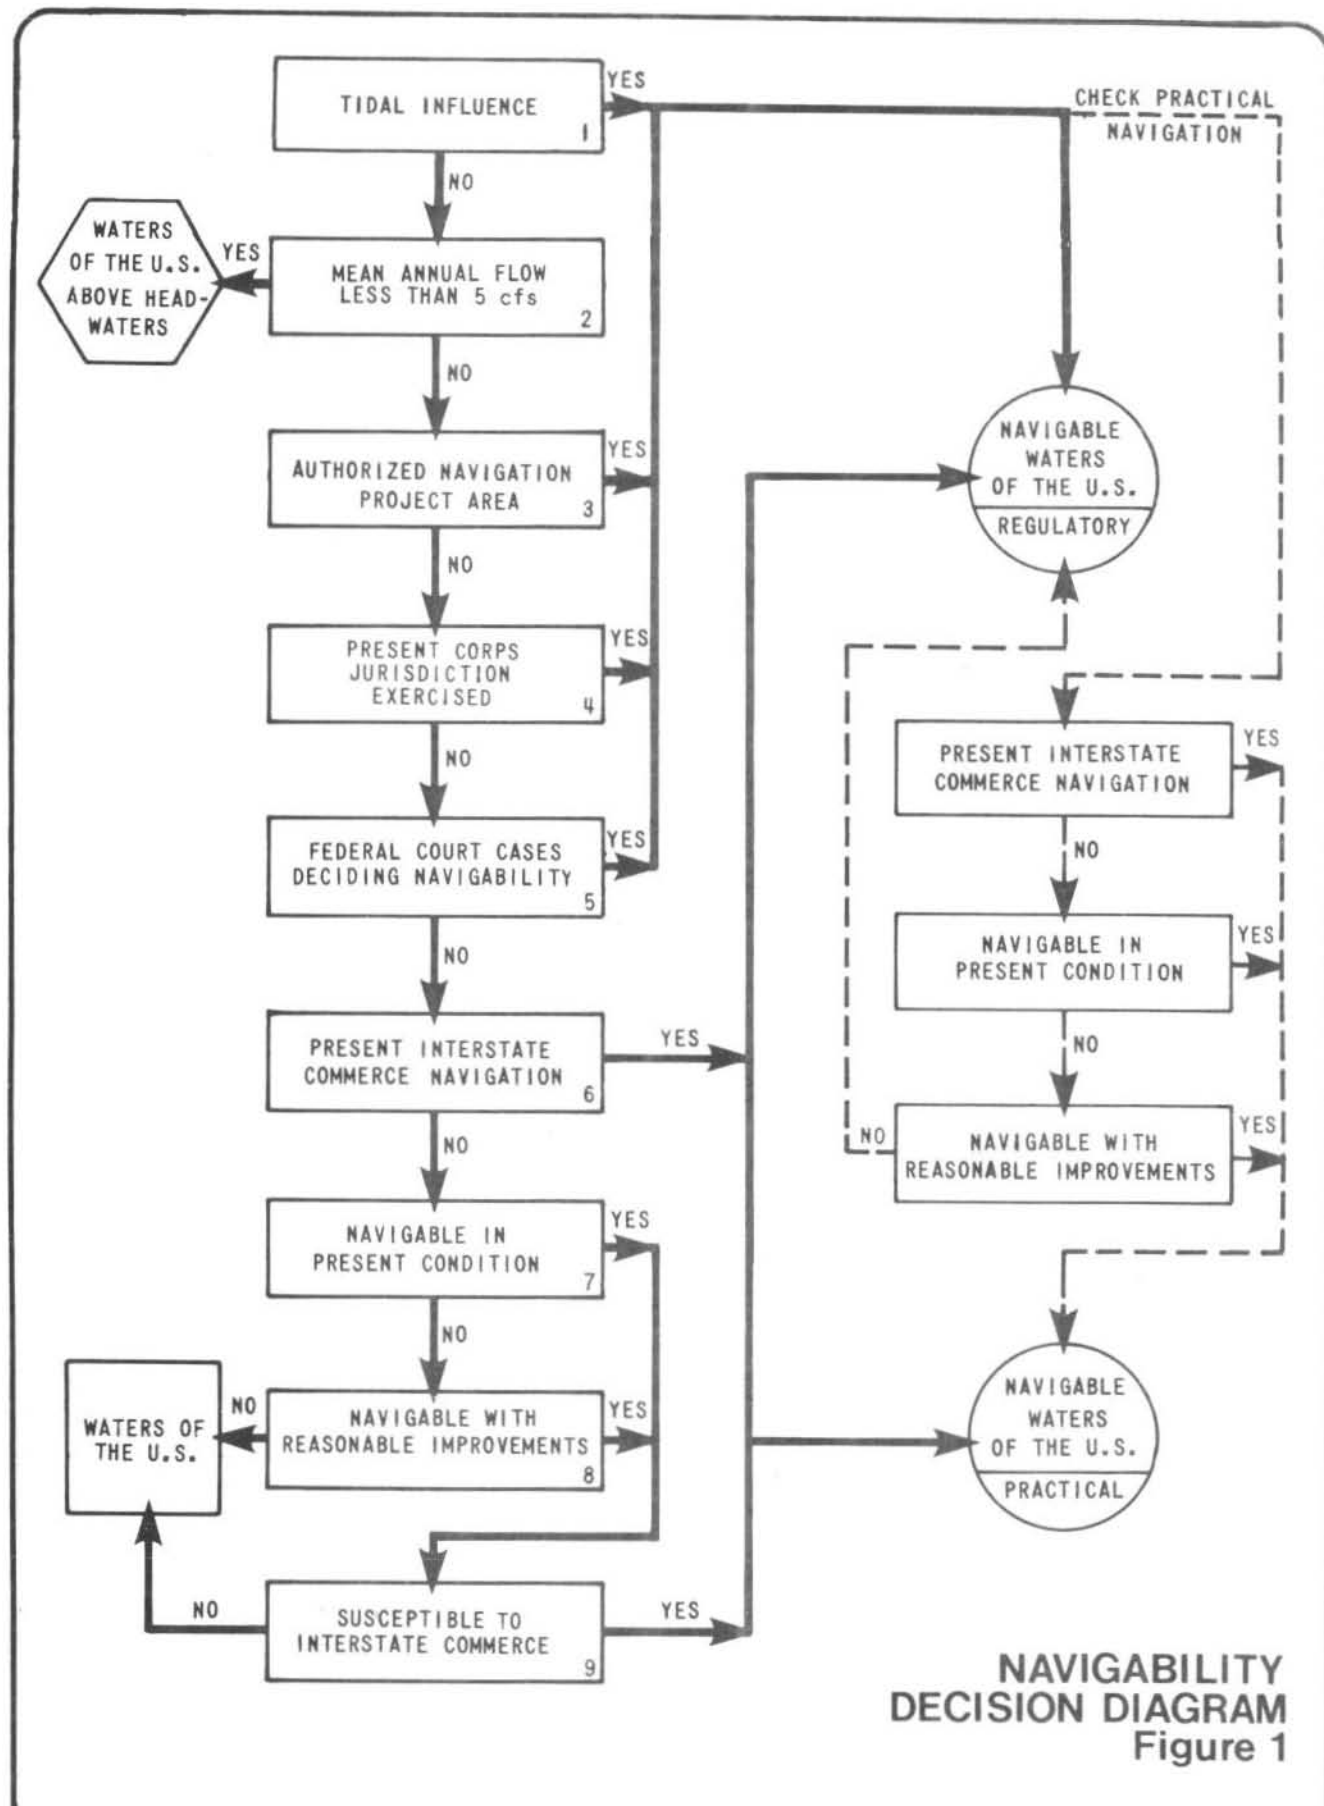 TIDAL INFLUENCE
1
YES
CHECK PRACTICAL
NAVIGATION
NO
WATERS
OF THE U.S.
ABOVE HEAD-
WATERS
YES
MEAN ANNUAL FLOW
LESS THAN 5 cfs
2
NO
AUTHORIZED NAVIGATION
PROJECT AREA
3
YES
NAVIGABLE
WATERS
OF THE U.S.
REGULATORY
NO
PRESENT CORPS
JURISDICTION
EXERCISED
4
YES
NO
PRESENT INTERSTATE
COMMERCE NAVIGATION
YES
NO
FEDERAL COURT CASES
DECIDING NAVIGABILITY
5
YES
NO
NAVIGABLE IN
PRESENT CONDITION
YES
NO
PRESENT INTERSTATE
COMMERCE NAVIGATION
6
YES
NO
NAVIGABLE WITH
REASONABLE IMPROVEMENTS
YES
NO
NO
NAVIGABLE IN
PRESENT CONDITION
7
YES
NO
WATERS OF
THE U.S.
NO
NAVIGABLE WITH
REASONABLE IMPROVEMENTS
8
YES
NAVIGABLE
WATERS
OF THE U.S.
PRACTICAL
NO
SUSCEPTIBLE TO
INTERSTATE COMMERCE
9
YES
NAVIGABILITY
DECISION DIAGRAM
Figure 1